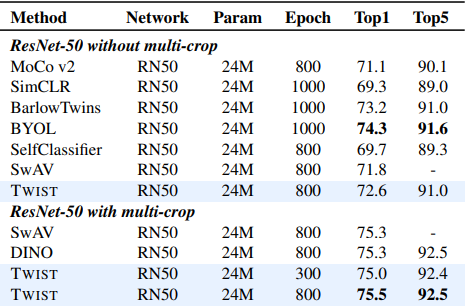 Method Network Param Epoch Top1 Top5
ResNet-50 without multi-crop
MoCo v2 RN50 24M 800 71.1 90.1
SimCLR RN50 24M 1000 69.3 89.0
BarlowTwins RN50 24M 1000 73.2 91.0
BYOL RN50 24M 1000 74.3 91.6
SelfClassifier RN50 24M 800 69.7 89.3
SwAV RN50 24M 800 71.8 -
TWIST RN50 24M 800 72.6 91.0
ResNet-50 with multi-crop
SwAV RN50 24M 800 75.3 -
DINO RN50 24M 800 75.3 92.5
TWIST RN50 24M 300 75.0 92.4
TWIST RN50 24M 800 75.5 92.5